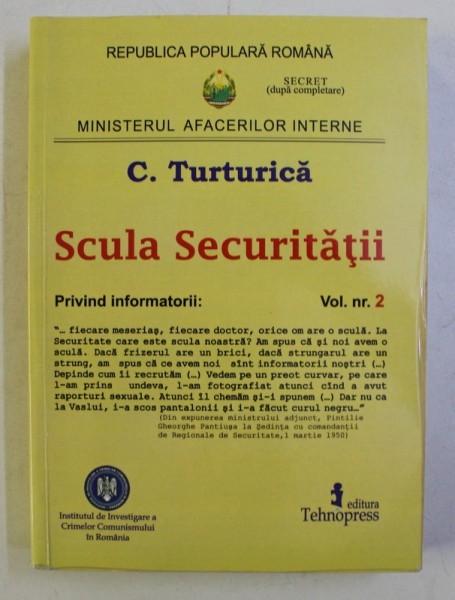 REPUBLICA POPULARĂ ROMÂNĂ
SECRET
(după completare)
MINISTERUL AFACERILOR INTERNE
C. Turturică
Scula Securităţii
Privind informatorii: Vol. nr. 2
"… fiecare meseriaş, fiecare doctor, orice om are o sculă. La
Securitate care este scula noastră? Am spus că şi noi avem o
sculă. Dacă frizerul are un brici, dacă strungarul are un
strung, am spus că ce avem noi sînt informatorii noştri (…)
Depinde cum îi recrutăm (…) Vedem pe un preot curvar, pe care
l-am prins undeva, l-am fotografiat atunci cînd a avut
raporturi sexuale. Atunci îl chemăm şi-i spunem (…) Dar nu ca
la Vaslui, i-a scos pantalonii şi i-a făcut curul negru…"
(Din expunerea ministrului adjunct, Pintilie
Gheorghe Pantiuşa la Şedinţa cu comandanţii
de Regionale de Securitate,1 martie 1950)
Institutul de Investigare a
Crimelor Comunismului
în România
editura
Tehnopress